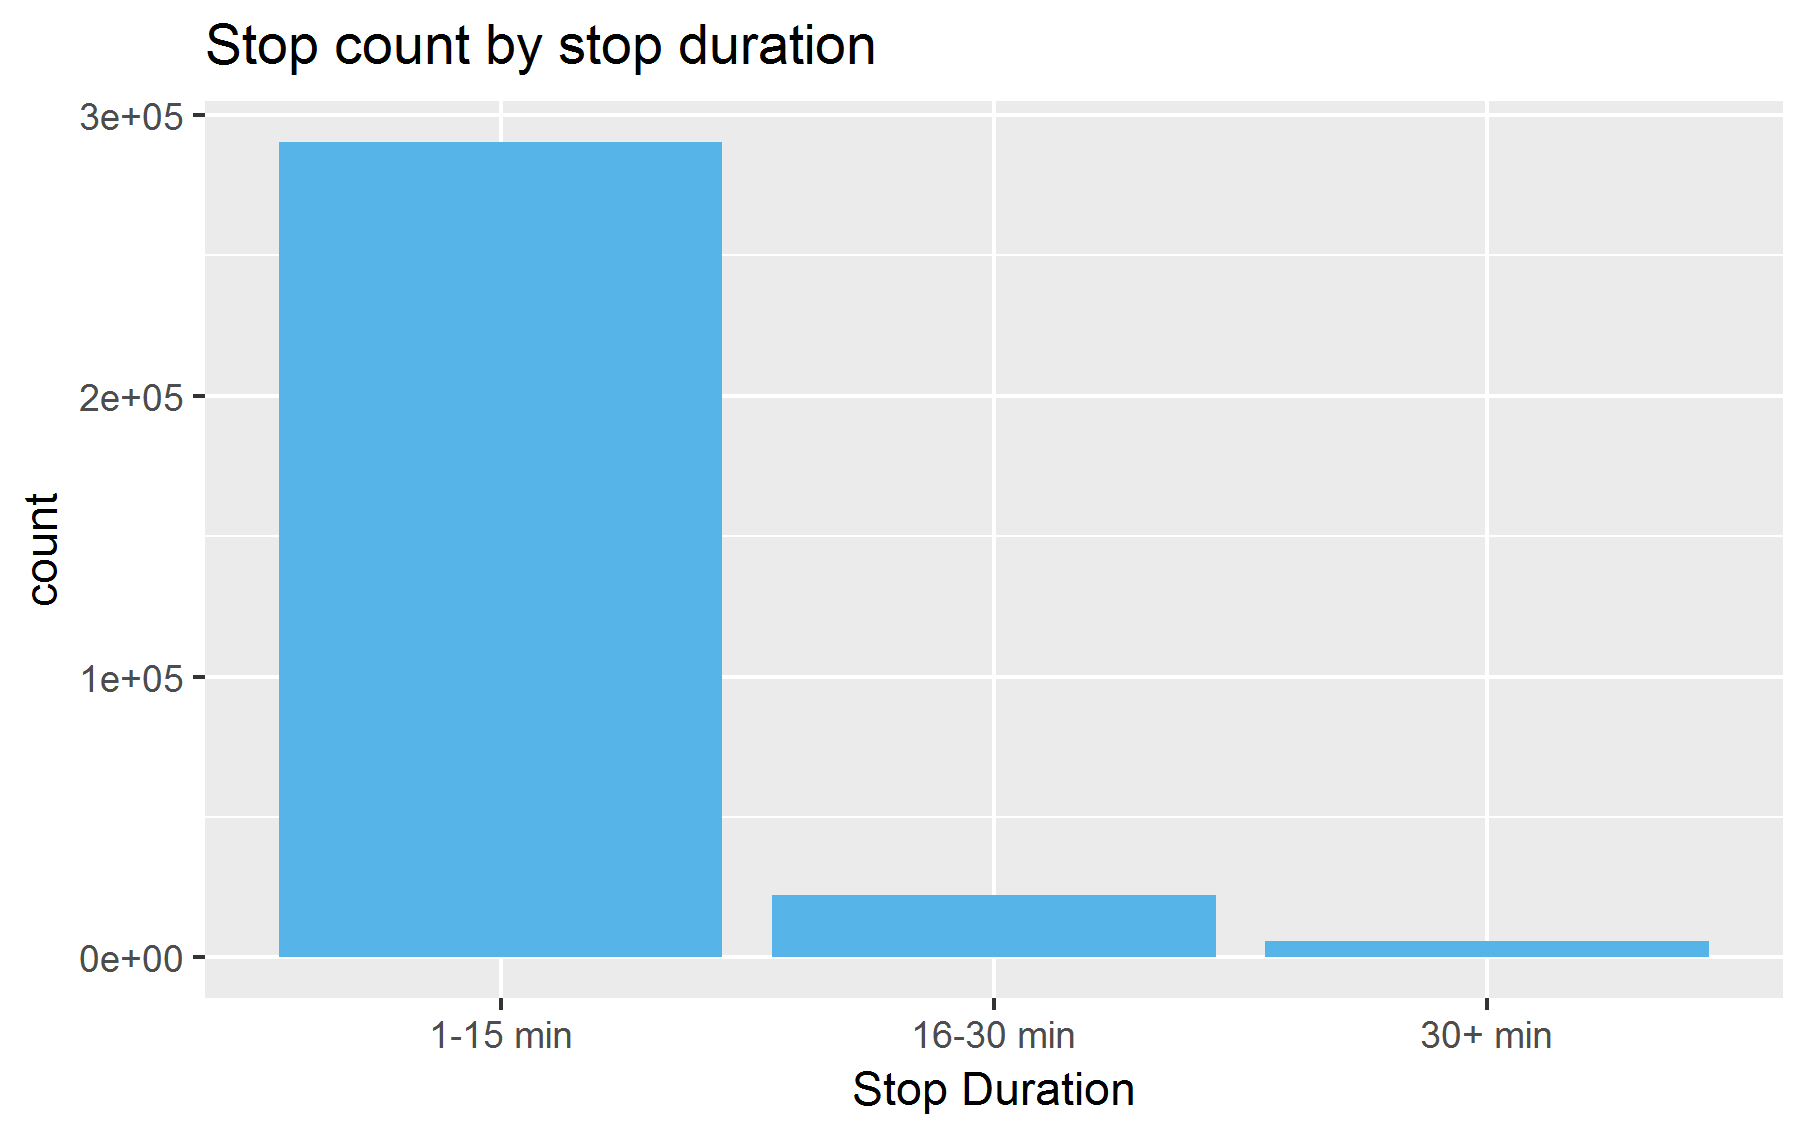 Stop count by stop duration
3e+05
2e+05
1e+05
0e+00
count
1-15 min
16-30 min
30+ min
Stop Duration